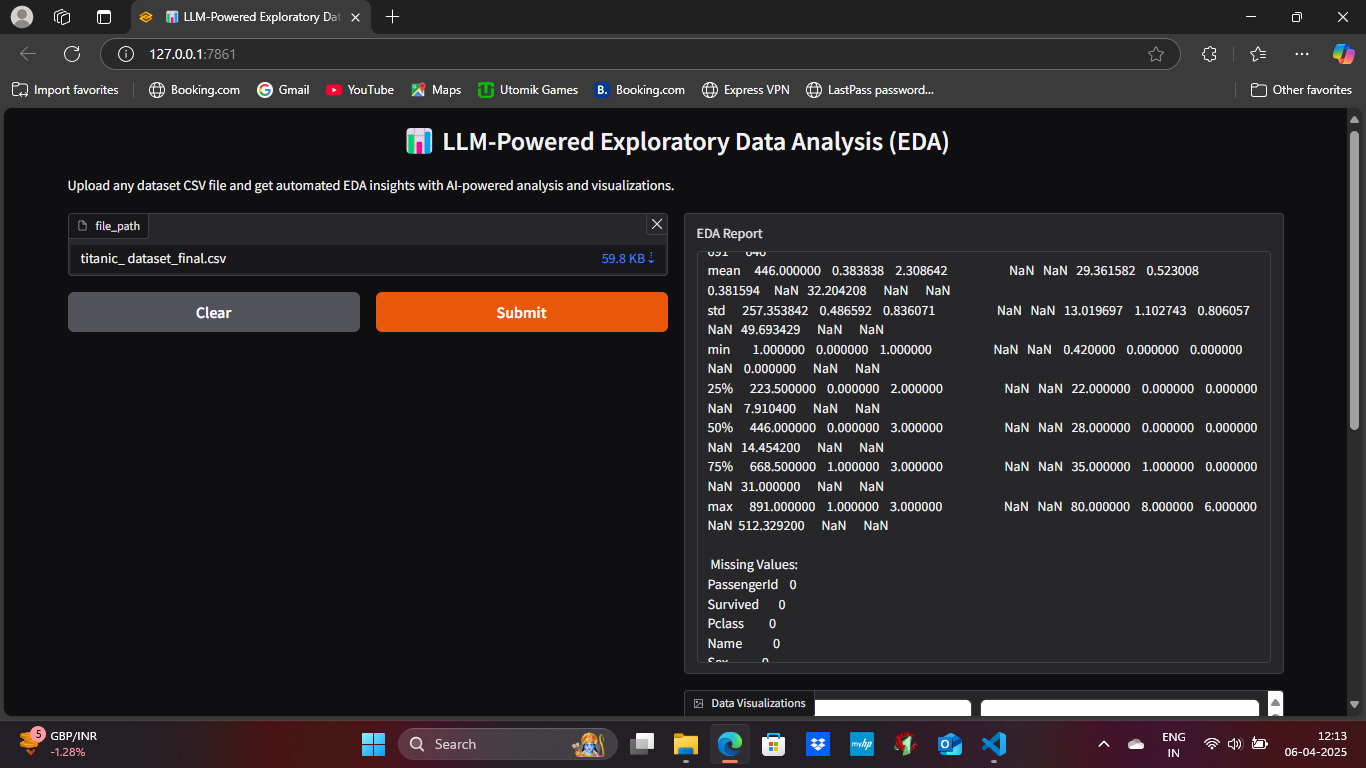 LLM-Powered Exploratory Dat
127.0.0.1:7861
Import favorites Booking.com Gmail YouTube Maps Utomik Games B. Booking.com Express VPN LastPass password... Other favorites
LLM-Powered Exploratory Data Analysis (EDA)
Upload any dataset CSV file and get automated EDA insights with AI-powered analysis and visualizations.
file_path
titanic_ dataset_final.csv 59.8 KB ↓
Clear Submit
EDA Report
891 646
mean 446.000000 0.383838 2.308642 NaN NaN 29.361582 0.523008
0.381594 NaN 32.204208 NaN NaN
std 257.353842 0.486592 0.836071 NaN NaN 13.019697 1.102743 0.806057
NaN 49.693429 NaN NaN
min 1.000000 0.000000 1.000000 NaN NaN 0.420000 0.000000 0.000000
NaN 0.000000 NaN NaN
25% 223.500000 0.000000 2.000000 NaN NaN 22.000000 0.000000 0.000000
NaN 7.910400 NaN NaN
50% 446.000000 0.000000 3.000000 NaN NaN 28.000000 0.000000 0.000000
NaN 14.454200 NaN NaN
75% 668.500000 1.000000 3.000000 NaN NaN 35.000000 1.000000 0.000000
NaN 31.000000 NaN NaN
max 891.000000 1.000000 3.000000 NaN NaN 80.000000 8.000000 6.000000
NaN 512.329200 NaN NaN
Missing Values:
PassengerId 0
Survived 0
Pclass 0
Name 0
Sex 0
Data Visualizations
5
GBP/INR
-1.28%
Search
myhp
ENG
IN
12:13
06-04-2025